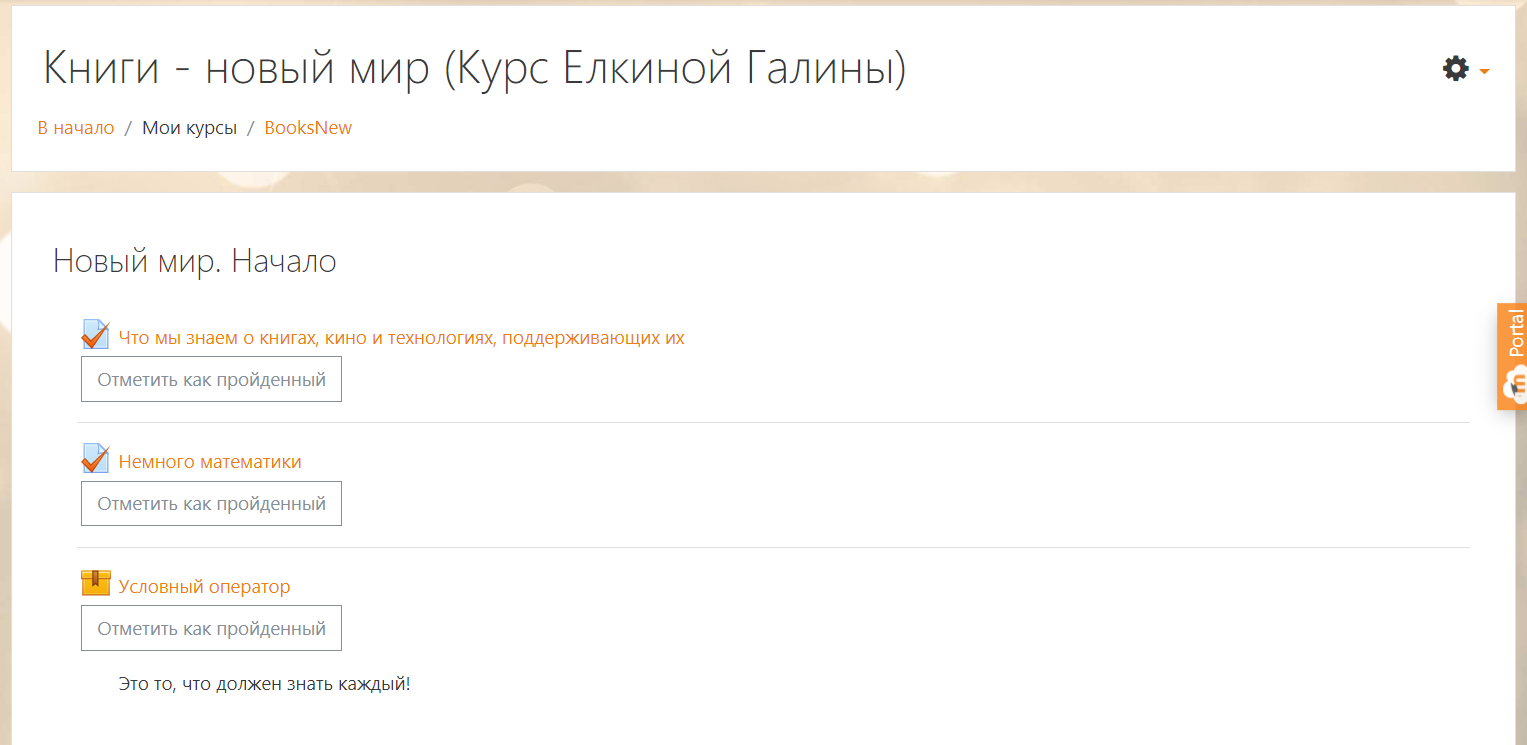 Книги - новый мир (Курс Елкиной Галины)
В начало / Мои курсы / BooksNew
Новый мир. Начало
Что мы знаем о книгах, кино и технологиях, поддерживающих их
Отметить как пройденный
Немного математики
Отметить как пройденный
Условный оператор
Отметить как пройденный
Это то, что должен знать каждый!
Portal